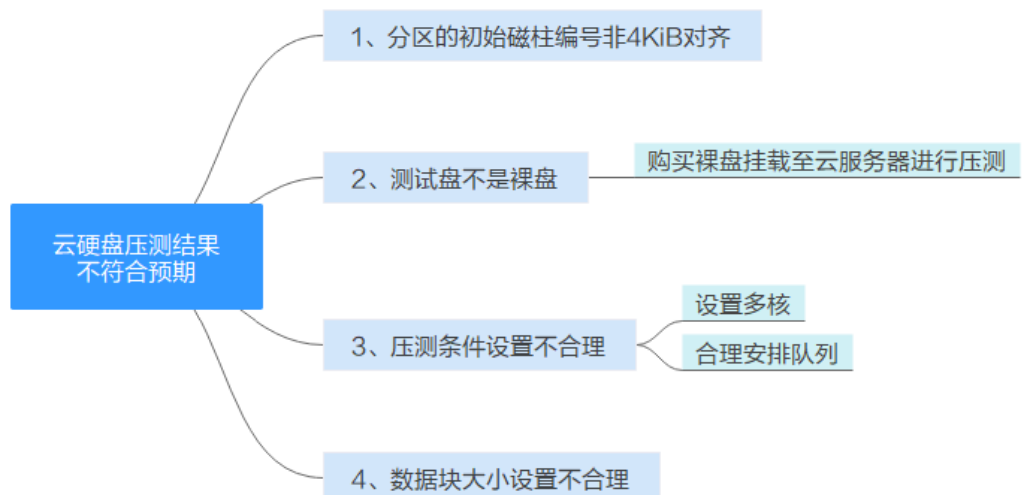 1、分区的初始磁柱编号非4KiB对齐
2、测试盘不是裸盘
购买裸盘挂载至云服务器进行压测
云硬盘压测结果
不符合预期
3、压测条件设置不合理
设置多核
合理安排队列
4、数据块大小设置不合理